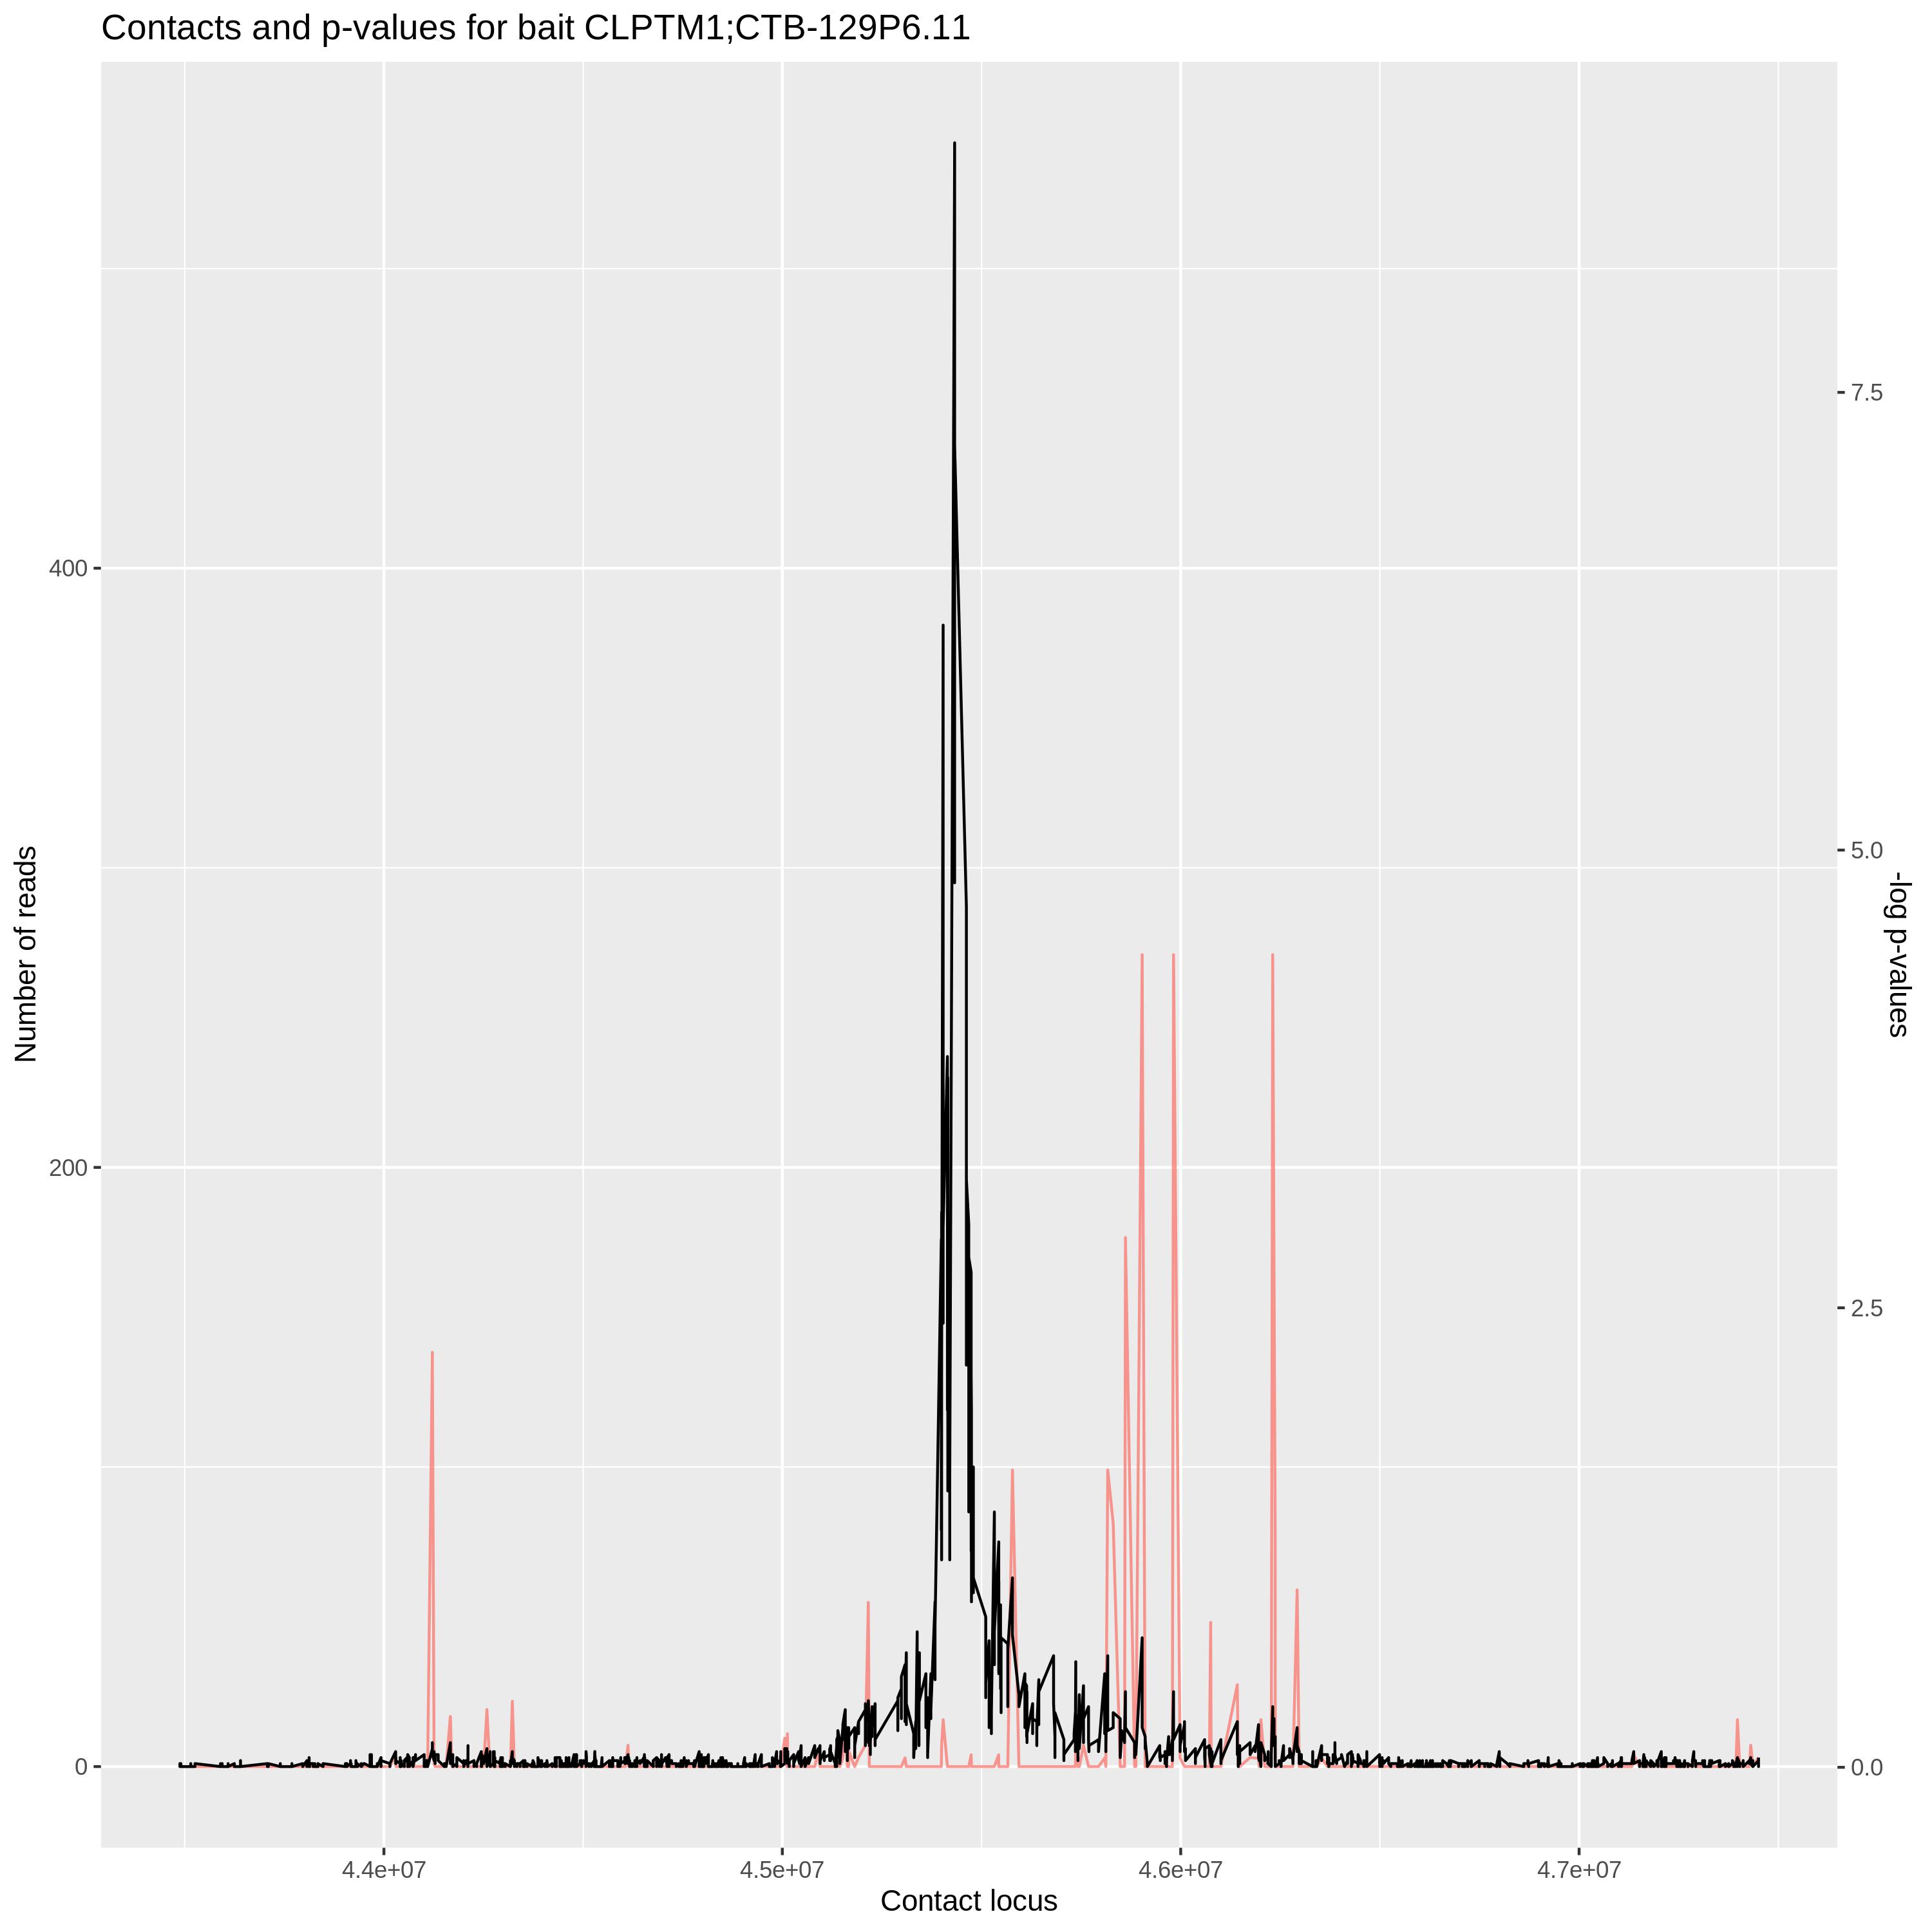 Contacts and p-values for bait CLPTM1;CTB-129P6.11
Number of reads
400
200
0
7.5
5.0
2.5
0.0
-log p-values
4.4e+07
4.5e+07
4.6e+07
4.7e+07
Contact locus